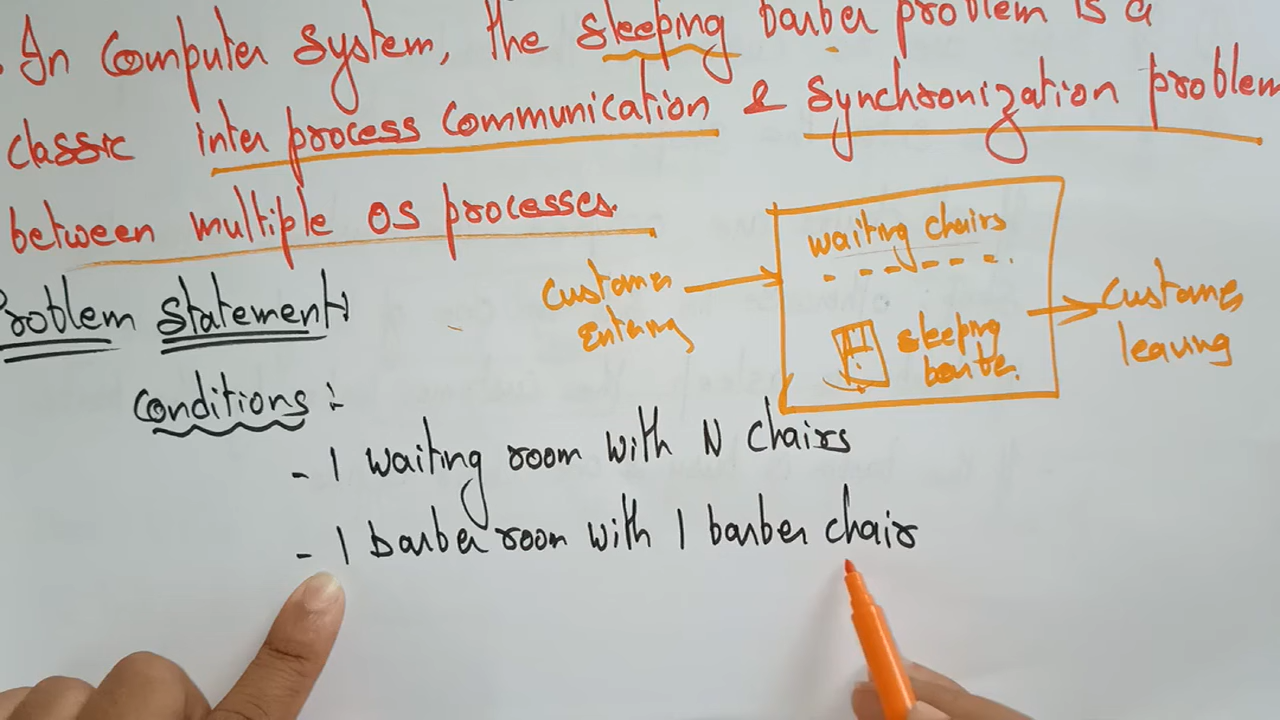 . In Computer System, the sleeping barber problem is a
classic inter process Communication & Synchronization problem
between multiple OS processes.
Problem Statement:
Conditions :-
- 1 waiting room with N Chairs
- 1 barber room with 1 barber chair
waiting chairs
Customer
Entering
sleeping
barber.
Customer
leaving